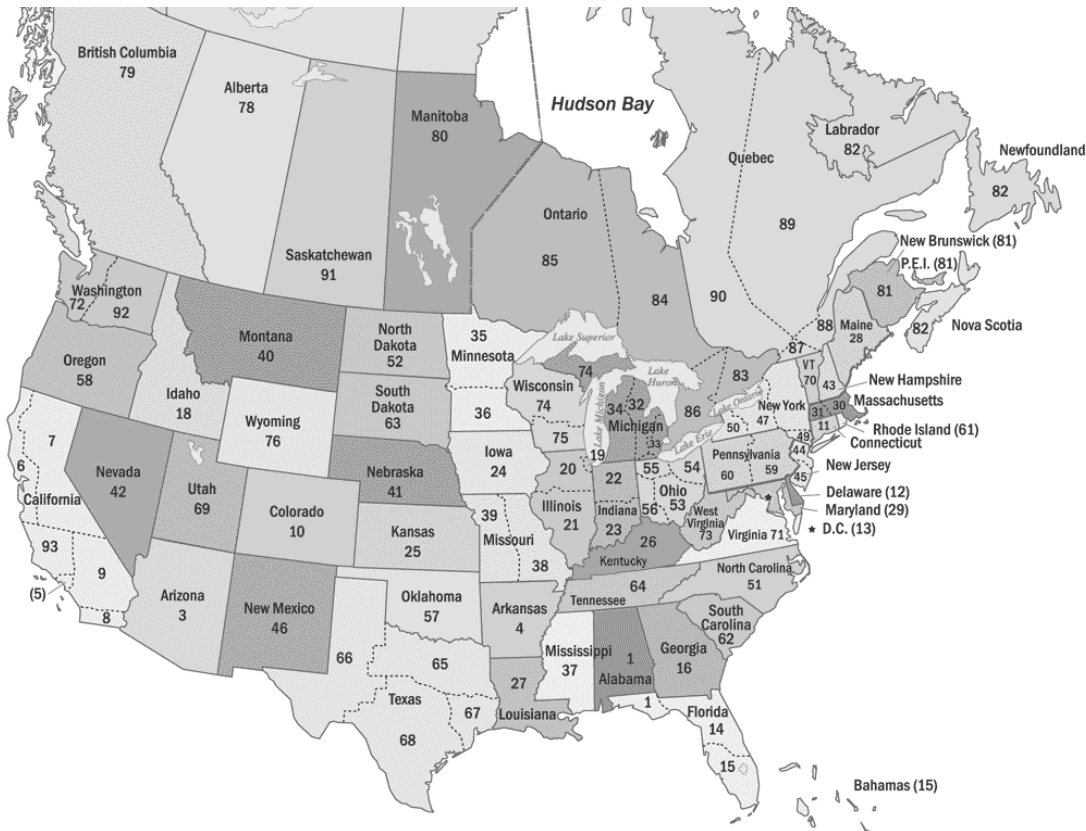 British Columbia
79
Alberta
78
Manitoba
80
Saskatchewan
91
Hudson Bay
Labrador
82
Newfoundland
82
Quebec
89
90
Ontario
85
84
New Brunswick (81)
P.E.I. (81)
81
82
Nova Scotia
88
Maine
28
87
83
86
Washington
72
92
Montana
40
North
Dakota
52
35
Minnesota
36
Lake Superior
74
Wisconsin
74
75
Lake Michigan
Lake
Huron
34
32
Michigan
33
19
Lake Ontario
Lake Erie
VT
70
43
New Hampshire
Massachusetts
31
30
11
Rhode Island (61)
Connecticut
New York
50
47
49
44
45
New Jersey
Oregon
58
Idaho
18
Wyoming
76
South
Dakota
63
Iowa
24
Nebraska
41
Pennsylvania
60
59
Delaware (12)
Maryland (29)
★ D.C. (13)
7
6
California
93
9
(5)
8
Nevada
42
Utah
69
Colorado
10
Kansas
25
39
Missouri
38
20
Illinois
21
22
Indiana
23
55
54
Ohio
53
56
West
Virginia
73
Virginia 71
26
Kentucky
Arizona
3
New Mexico
46
Oklahoma
57
Arkansas
4
64
Tennessee
North Carolina
51
South
Carolina
62
Mississippi
37
1
Alabama
Georgia
16
66
65
Texas
67
68
27
Louisiana
1
Florida
14
15
Bahamas (15)